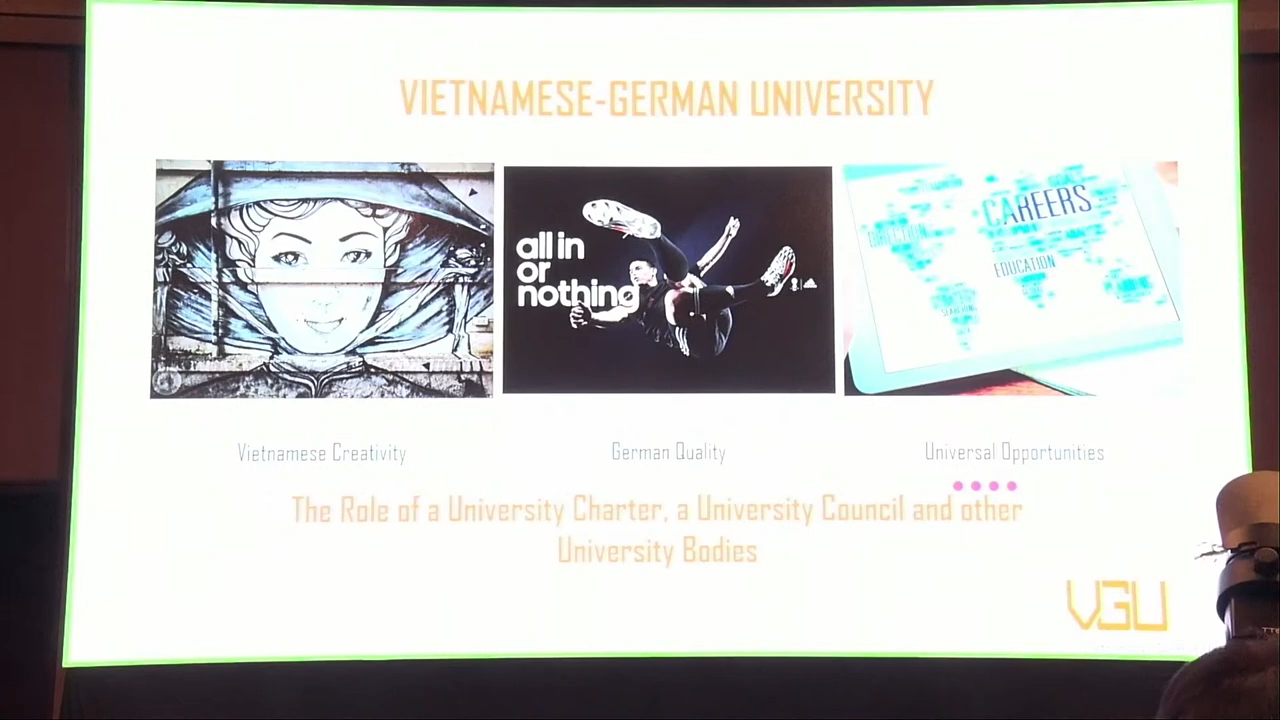 VIETNAMESE-GERMAN UNIVERSITY
all in
or
nothing
CAREERS
DIRECTION
EDUCATION
Vietnamese Creativity
German Quality
Universal Opportunities
The Role of a University Charter, a University Council and other
University Bodies
VGU